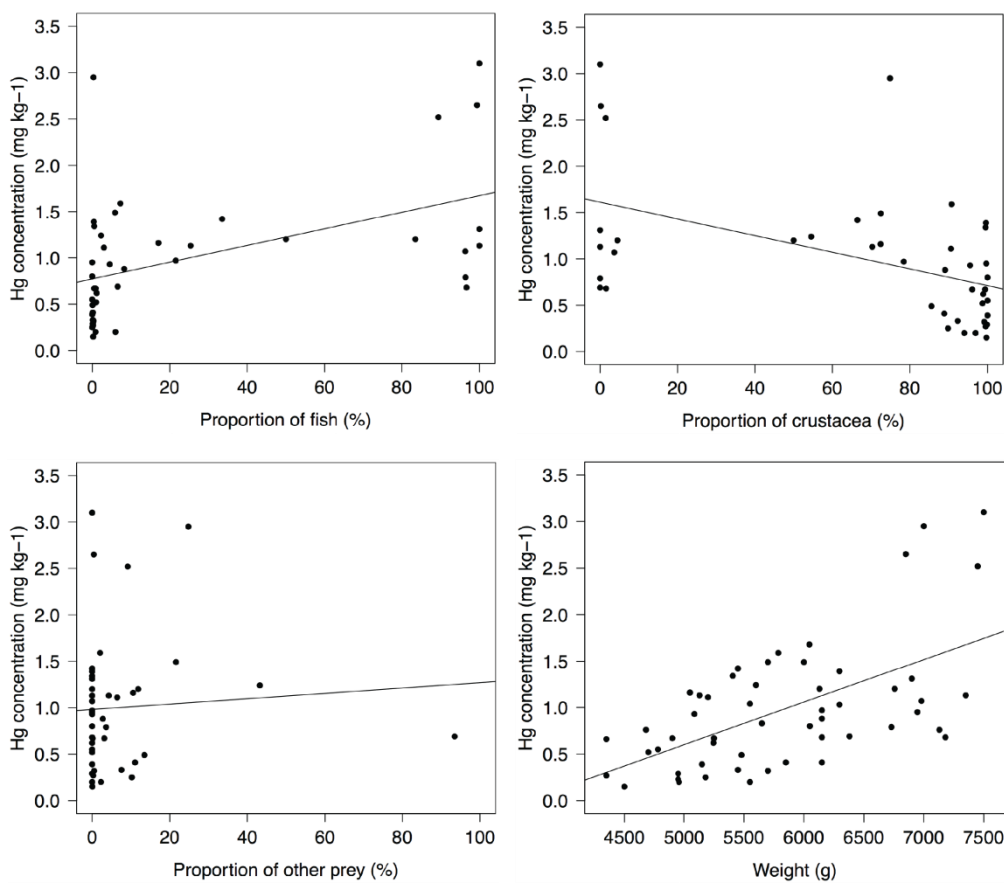 3.5
3.0
2.5
2.0
1.5
1.0
0.5
0.0
Hg concentration (mg kg−1)
0 20 40 60 80 100
Proportion of fish (%)
3.5
3.0
2.5
2.0
1.5
1.0
0.5
0.0
Hg concentration (mg kg−1)
0 20 40 60 80 100
Proportion of crustacea (%)
3.5
3.0
2.5
2.0
1.5
1.0
0.5
0.0
Hg concentration (mg kg−1)
0 20 40 60 80 100
Proportion of other prey (%)
3.5
3.0
2.5
2.0
1.5
1.0
0.5
0.0
Hg concentration (mg kg−1)
4500 5000 5500 6000 6500 7000 7500
Weight (g)